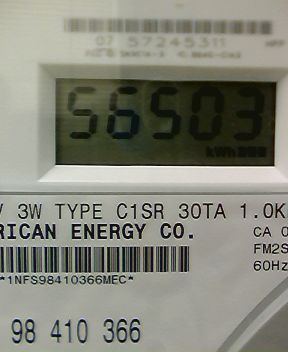 07 57245311
56503
kWh
V 3W TYPE C1SR 30TA 1.0K
RICAN ENERGY CO.
CA 0
FM2S
60Hz
*1NFS98410366MEC*
98 410 366